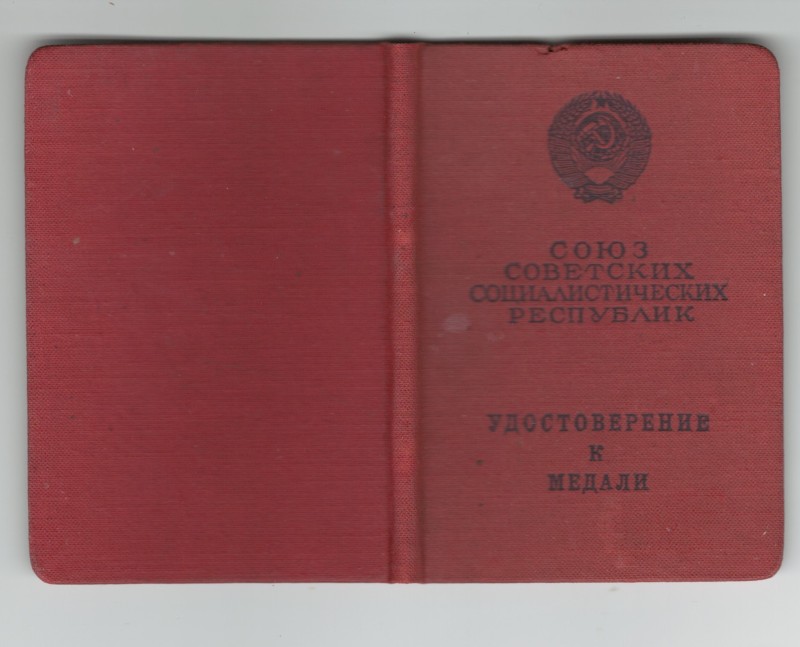 СОЮЗ
СОВЕТСКИХ
СОЦИАЛИСТИЧЕСКИХ
РЕСПУБЛИК
УДОСТОВЕРЕНИЕ
К
МЕДАЛИ